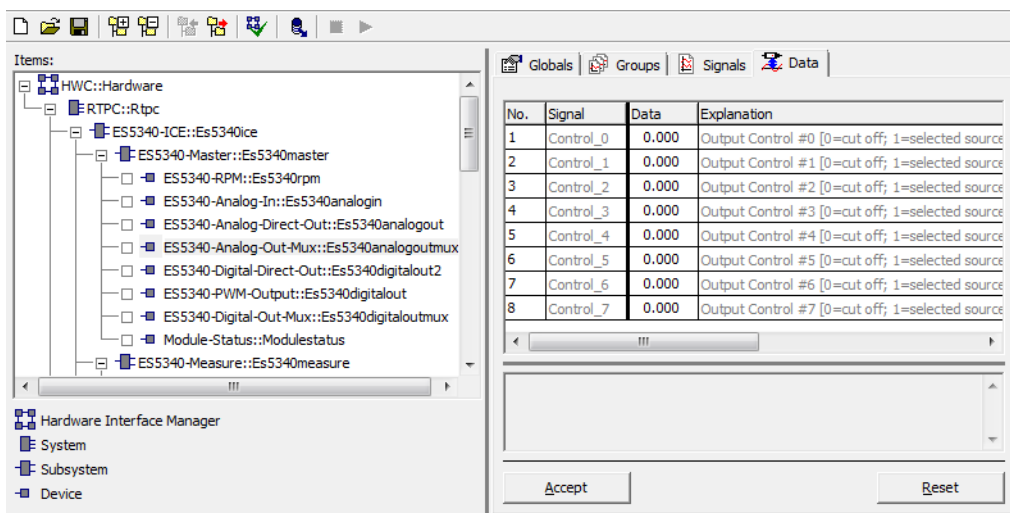 Items:
HWC::Hardware
RTPC::Rtpc
ES5340-ICE::Es5340ice
ES5340-Master::Es5340master
ES5340-RPM::Es5340rpm
ES5340-Analog-In::Es5340analogin
ES5340-Analog-Direct-Out::Es5340analogout
ES5340-Analog-Out-Mux::Es5340analogoutmux
ES5340-Digital-Direct-Out::Es5340digitalout2
ES5340-PWM-Output::Es5340digitalout
ES5340-Digital-Out-Mux::Es5340digitaloutmux
Module-Status::Modulestatus
ES5340-Measure::Es5340measure
Hardware Interface Manager
System
Subsystem
Device
Globals Groups Signals Data
No. Signal Data Explanation
1 Control_0 0.000 Output Control #0 [0=cut off; 1=selected source
2 Control_1 0.000 Output Control #1 [0=cut off; 1=selected source
3 Control_2 0.000 Output Control #2 [0=cut off; 1=selected source
4 Control_3 0.000 Output Control #3 [0=cut off; 1=selected source
5 Control_4 0.000 Output Control #4 [0=cut off; 1=selected source
6 Control_5 0.000 Output Control #5 [0=cut off; 1=selected source
7 Control_6 0.000 Output Control #6 [0=cut off; 1=selected source
8 Control_7 0.000 Output Control #7 [0=cut off; 1=selected source
Accept Reset